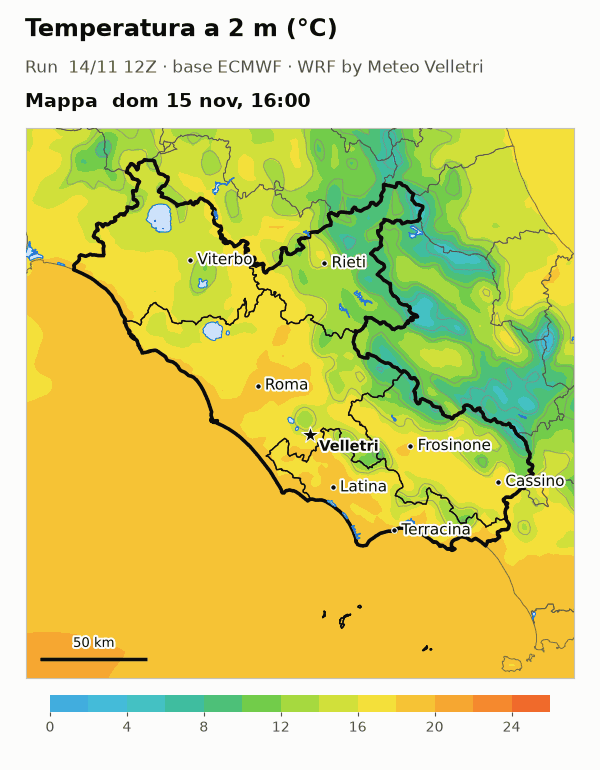 Temperatura a 2 m (°C)
Run  14/11 12Z · base ECMWF · WRF by Meteo Velletri
Mappa  dom 15 nov, 16:00
Viterbo
Rieti
Roma
Velletri
Frosinone
Cassino
Latina
Terracina
50 km
0 4 8 12 16 20 24